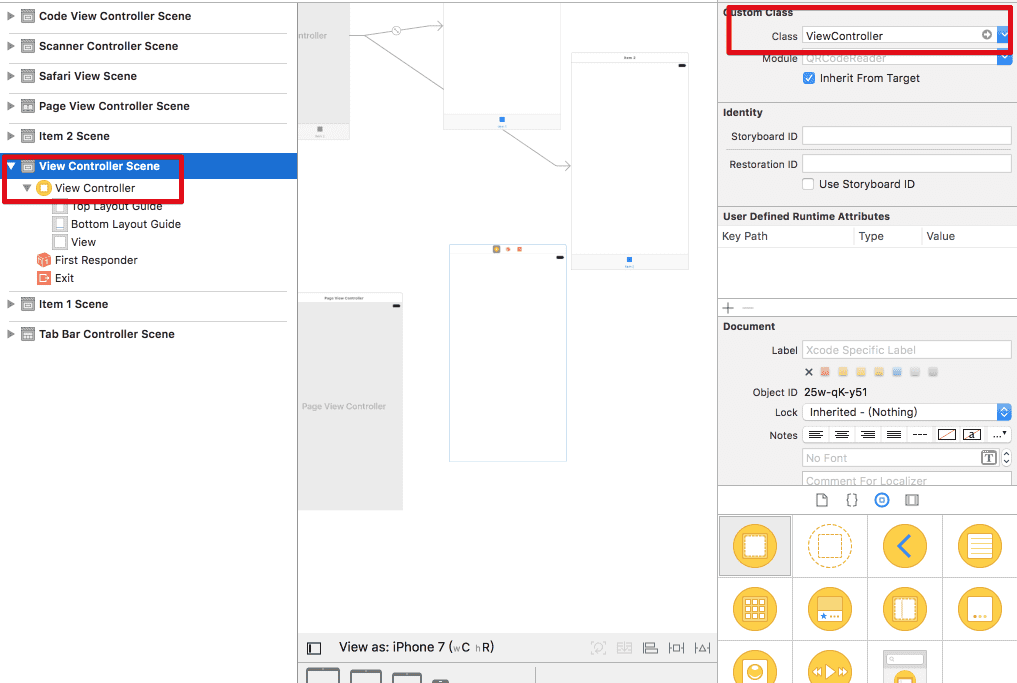 Code View Controller Scene
Scanner Controller Scene
Safari View Scene
Page View Controller Scene
Item 2 Scene
View Controller Scene
View Controller
Top Layout Guide
Bottom Layout Guide
View
First Responder
Exit
Item 1 Scene
Tab Bar Controller Scene
ntroller
Item 2
Page View Controller
Page View Controller
View as: iPhone 7 (wC hR)
Custom Class
Class ViewController
Module QRCodeReader
Inherit From Target
Identity
Storyboard ID
Restoration ID
Use Storyboard ID
User Defined Runtime Attributes
Key Path Type Value
Document
Label Xcode Specific Label
Object ID 25w-qK-y51
Lock Inherited - (Nothing)
Notes
No Font
Comment For Localizer